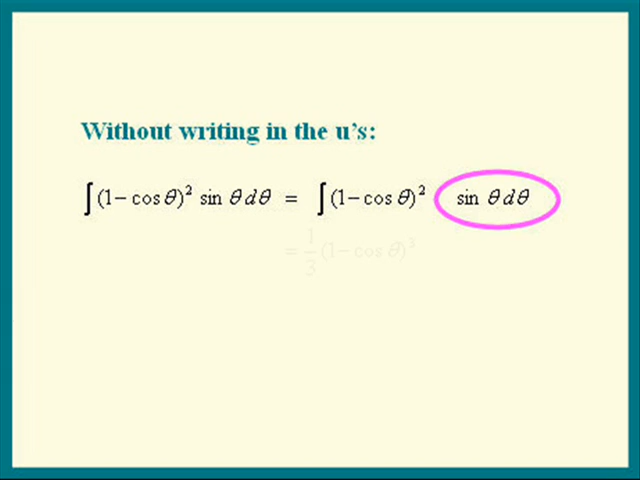 Without writing in the u's:
∫(1− cos θ)² sin θ dθ = ∫(1− cos θ)² sin θ dθ
= 1/3 (1− cos θ)³